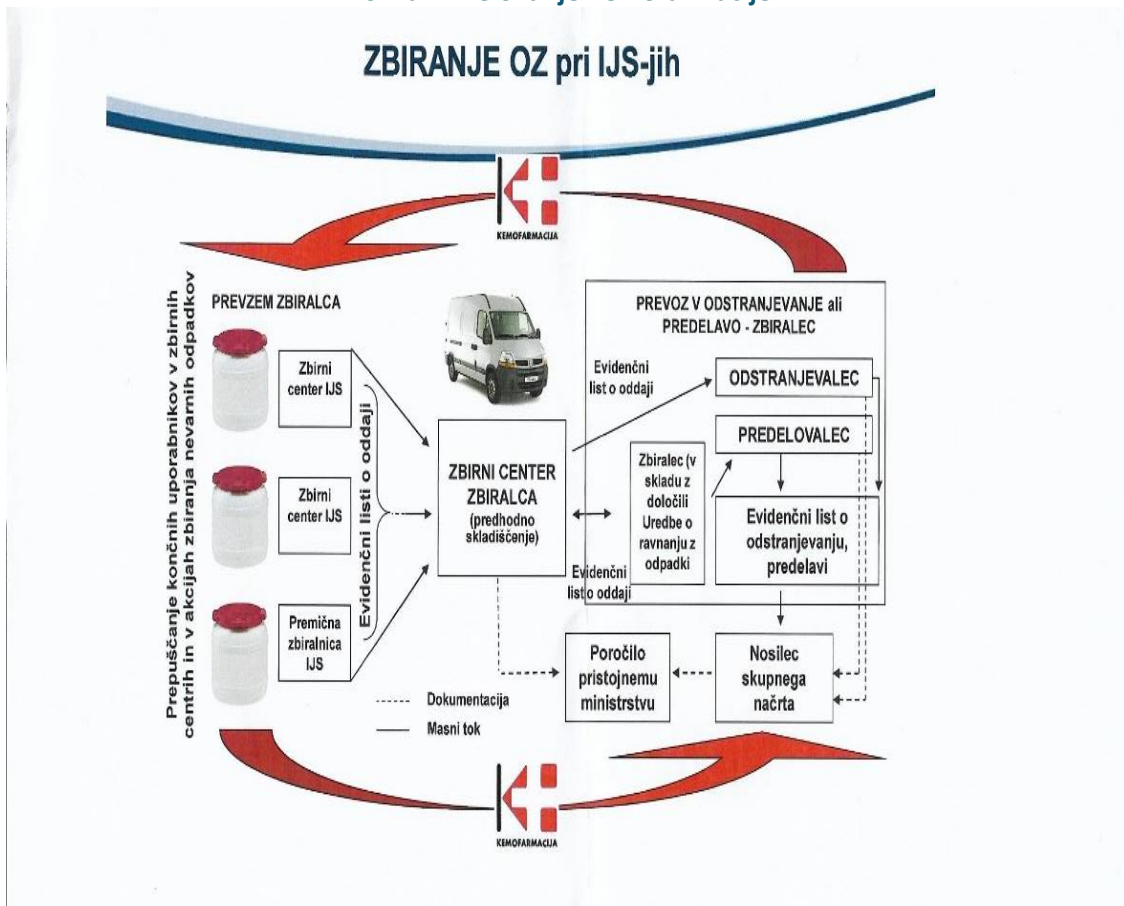 ZBIRANJE OZ pri IJS-jih
KEMOFARMACIJA
Prepuščanje končnih uporabnikov v zbirnih
centrih in v akcijah zbiranja nevarnih odpadkov
PREVZEM ZBIRALCA
Zbirni
center IJS
Zbirni
center IJS
Premična
zbiralnica
IJS
Evidenčni listi o oddaji
ZBIRNI CENTER
ZBIRALCA
(predhodno
skladiščenje)
PREVOZ V ODSTRANJEVANJE ali
PREDELAVO - ZBIRALEC
Evidenčni
list o oddaji
ODSTRANJEVALEC
PREDELOVALEC
Zbiralec (v
skladu z
določili
Uredbe o
ravnanju z
odpadki
Evidenčni list o
odstranjevanju,
predelavi
Evidenčni
list o oddaji
Poročilo
pristojnemu
ministrstvu
Nosilec
skupnega
načrta
Dokumentacija
Masni tok
KEMOFARMACIJA